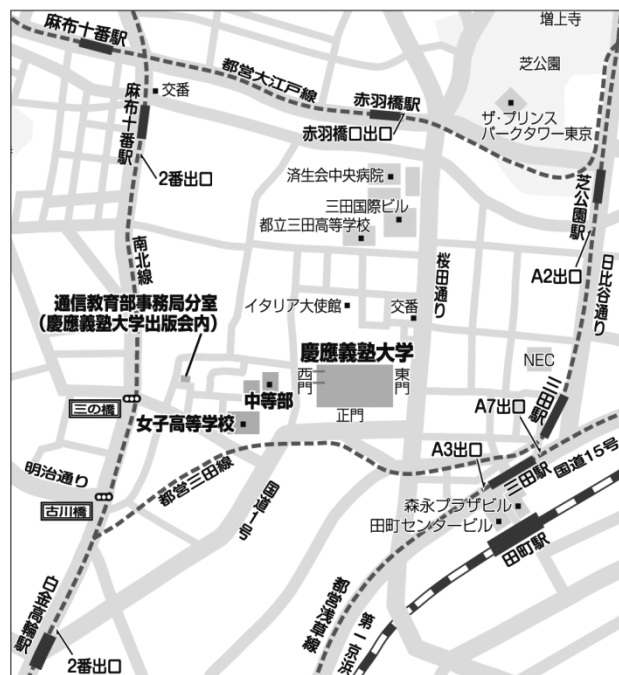 増上寺
麻布十番駅
芝公園
都営大江戸線
交番
赤羽橋駅
ザ・プリンス
パークタワー東京
麻布十番駅
赤羽橋口出口
2番出口
済生会中央病院
芝公園駅
三田国際ビル
都立三田高等学校
南北線
桜田通り
A2出口
日比谷通り
通信教育部事務局分室
(慶應義塾大学出版会内)
イタリア大使館
交番
慶應義塾大学
NEC
西門
東門
三の橋
中等部
正門
三田駅
A7出口
女子高等学校
A3出口
明治通り
都営三田線
国道1号
三田駅
国道15号
古川橋
森永プラザビル
田町センタービル
田町駅
白金高輪駅
都営浅草線
第一京浜
2番出口